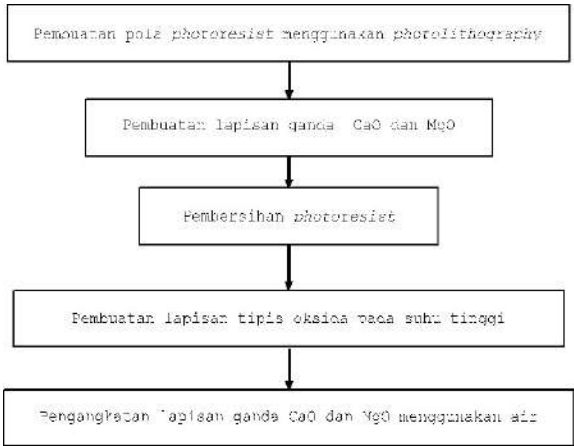 Pembuatan pola photoresist menggunakan photolithography
Pembuatan lapisan ganda CaO dan MgO
Pembersihan photoresist
Pembuatan lapisan tipis oksida pada suhu tinggi
Pengangkatan lapisan ganda CaO dan MgO menggunakan air